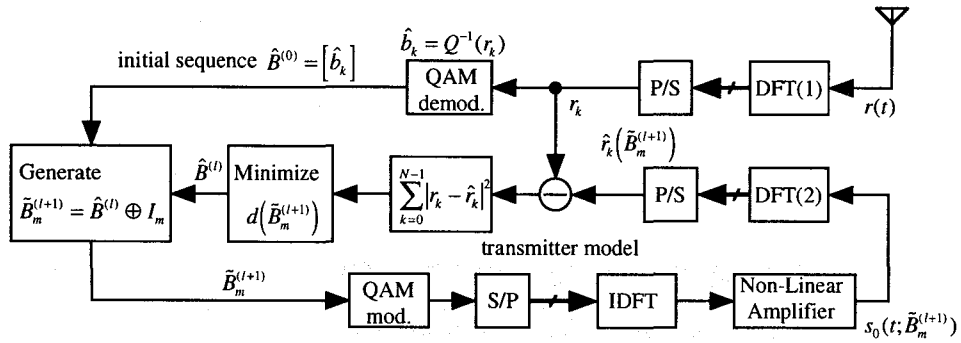 b̂_k = Q^{-1}(r_k)
initial sequence B̂^{(0)} = [b̂_k]
QAM
demod.
r_k
P/S
DFT(1)
r(t)
r̂_k(B̃_m^{(l+1)})
Generate
B̃_m^{(l+1)} = B̂^{(l)} ⊕ I_m
B̂^{(l)}
Minimize
d(B̃_m^{(l+1)})
∑_{k=0}^{N-1} |r_k − r̂_k|^2
P/S
DFT(2)
transmitter model
B̃_m^{(l+1)}
QAM
mod.
S/P
IDFT
Non-Linear
Amplifier
s_0(t; B̃_m^{(l+1)})